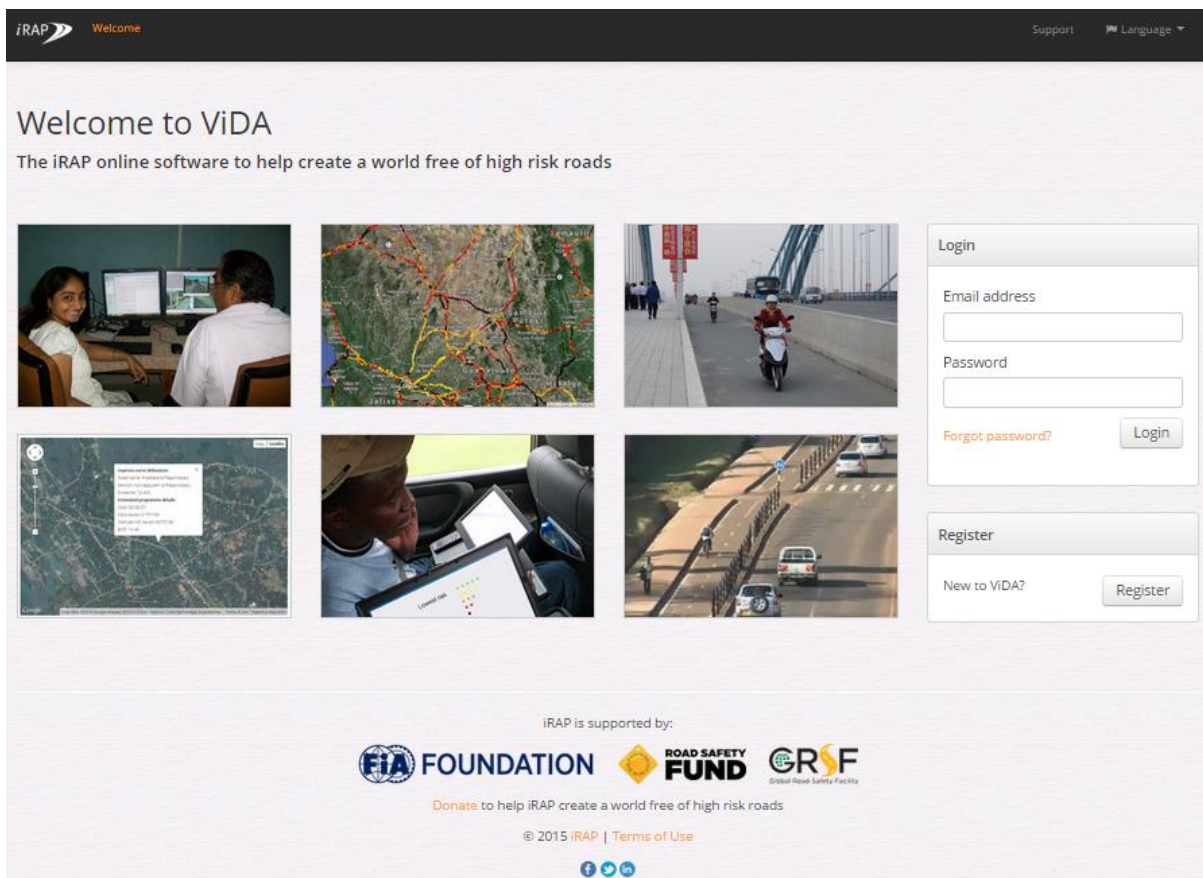 iRAP Welcome Support Language
Welcome to ViDA
The iRAP online software to help create a world free of high risk roads
Login
Email address
Password
Forgot password? Login
Lowest risk
Register
New to ViDA? Register
iRAP is supported by:
FiA FOUNDATION ROAD SAFETY FUND GRSF Global Road Safety Facility
Donate to help iRAP create a world free of high risk roads
© 2015 iRAP | Terms of Use